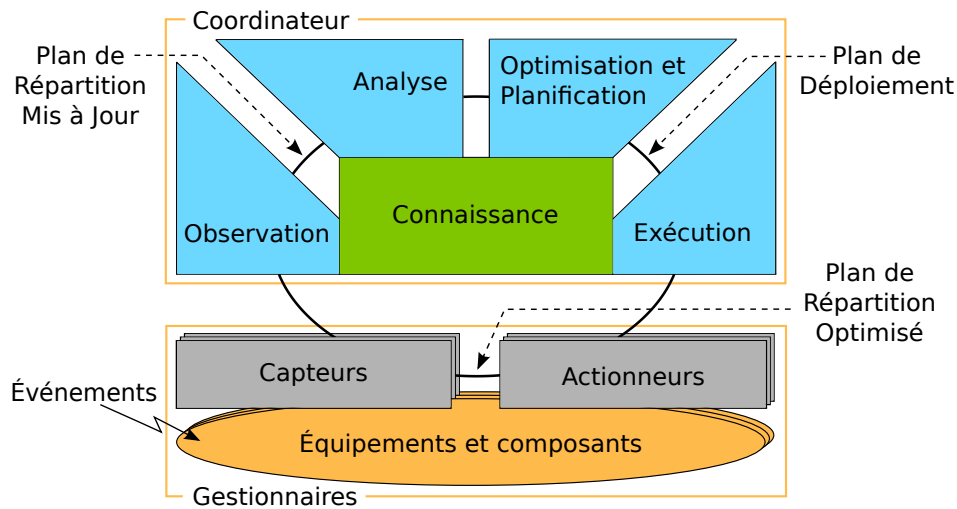 Coordinateur
Plan de
Répartition
Mis à Jour
Analyse
Optimisation et
Planification
Plan de
Déploiement
Observation
Connaissance
Exécution
Plan de
Répartition
Optimisé
Capteurs
Actionneurs
Événements
Équipements et composants
Gestionnaires